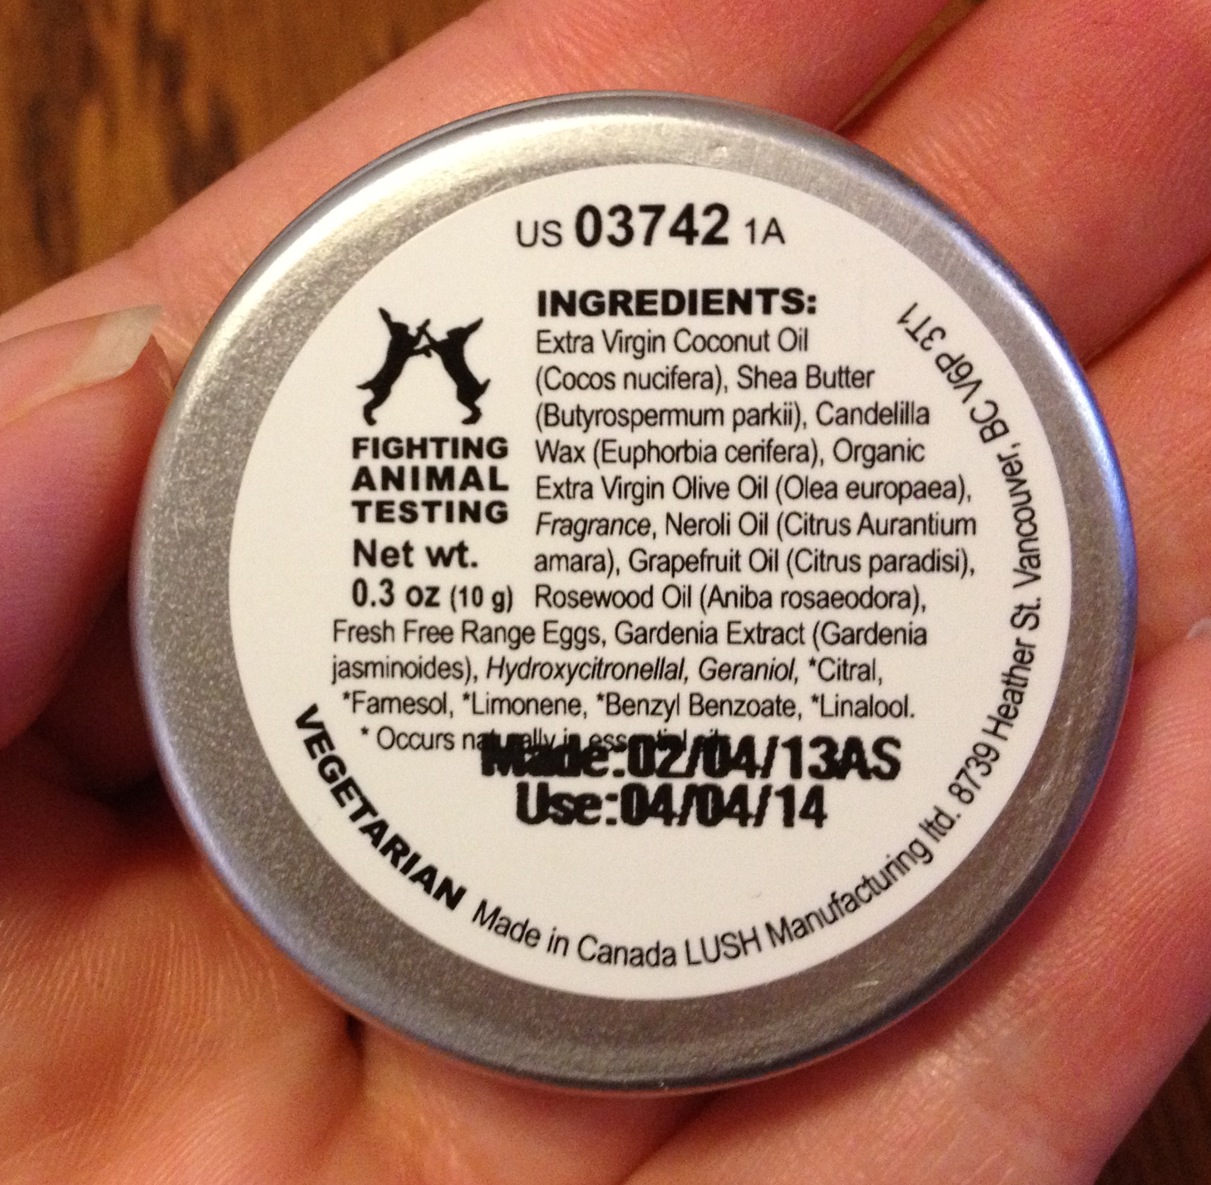 US 03742 1A
INGREDIENTS:
Extra Virgin Coconut Oil
(Cocos nucifera), Shea Butter
(Butyrospermum parkii), Candelilla
Wax (Euphorbia cerifera), Organic
Extra Virgin Olive Oil (Olea europaea),
Fragrance, Neroli Oil (Citrus Aurantium
amara), Grapefruit Oil (Citrus paradisi),
Rosewood Oil (Aniba rosaeodora),
Fresh Free Range Eggs, Gardenia Extract (Gardenia
jasminoides), Hydroxycitronellal, Geraniol, *Citral,
*Farnesol, *Limonene, *Benzyl Benzoate, *Linalool.
* Occurs naturally in essential
FIGHTING
ANIMAL
TESTING
Net wt.
0.3 oz (10 g)
Made:02/04/13AS
Use:04/04/14
VEGETARIAN Made in Canada LUSH Manufacturing ltd. 8739 Heather St. Vancouver, BC V6P 3T1